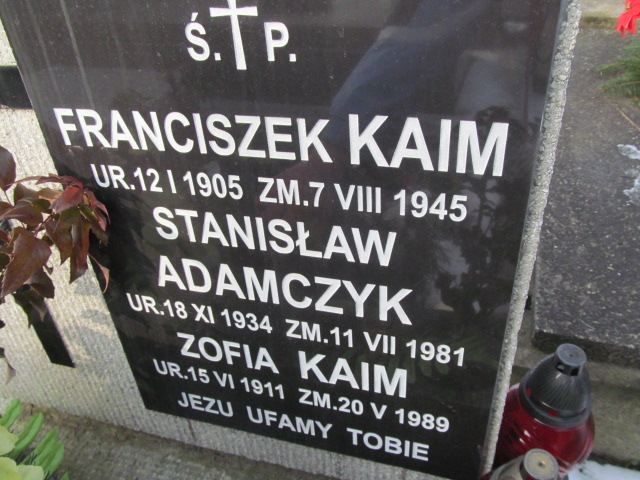 Ś.†P.
FRANCISZEK KAIM
UR.12 I 1905 ZM.7 VIII 1945
STANISŁAW
ADAMCZYK
UR.18 XI 1934 ZM.11 VII 1981
ZOFIA KAIM
UR.15 VI 1911 ZM.20 V 1989
JEZU UFAMY TOBIE